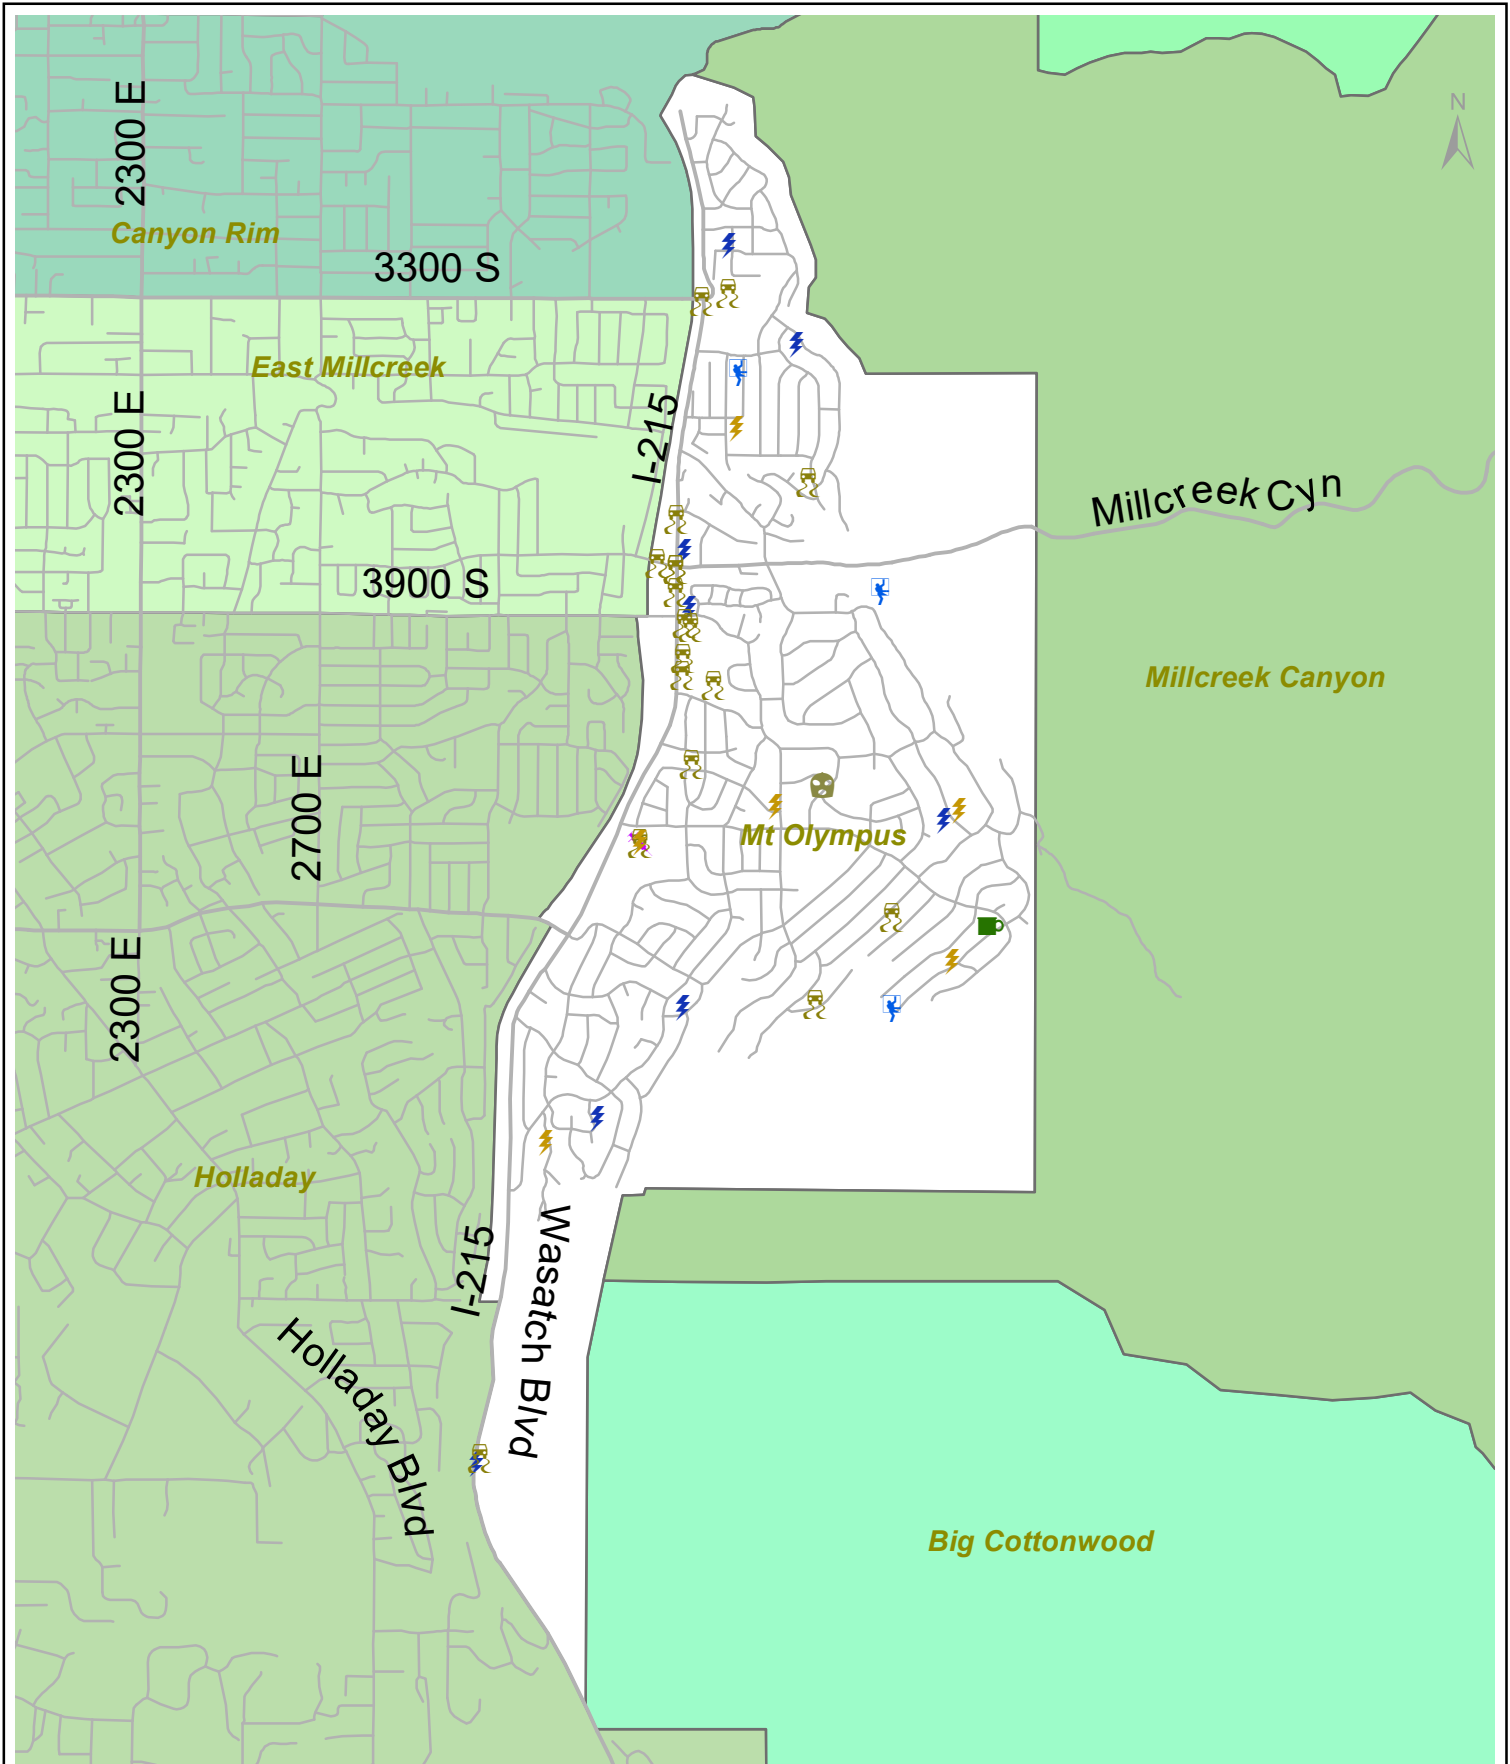 N
2300 E
Canyon Rim
3300 S
East Millcreek
2300 E
I-215
Millcreek Cyn
3900 S
Millcreek Canyon
2700 E
Mt Olympus
2300 E
Holladay
I-215
Wasatch Blvd
Holladay Blvd
Big Cottonwood